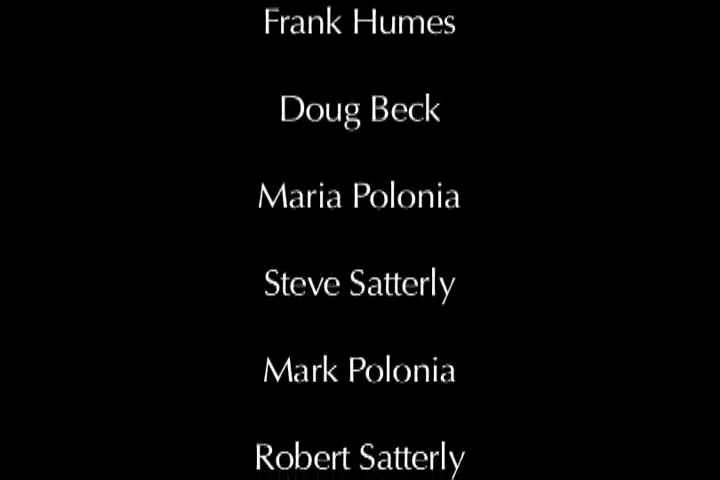 Frank Humes
Doug Beck
Maria Polonia
Steve Satterly
Mark Polonia
Robert Satterly